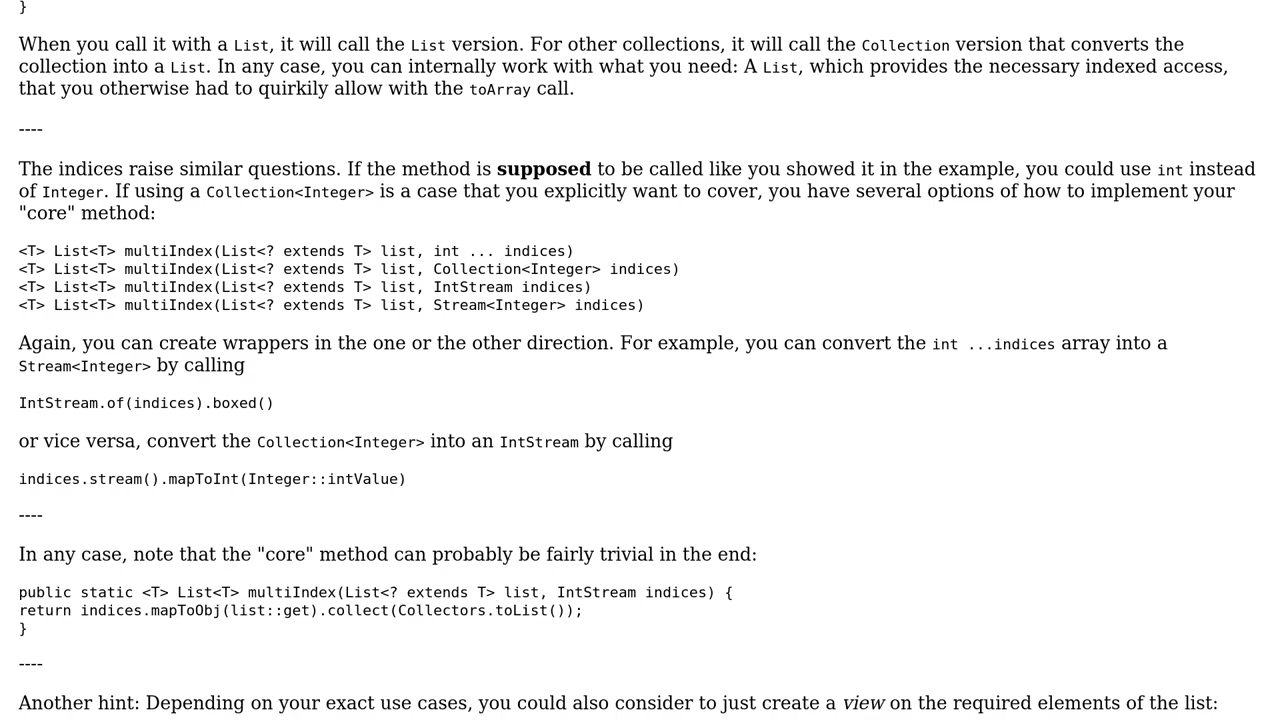 }
When you call it with a List, it will call the List version. For other collections, it will call the Collection version that converts the
collection into a List. In any case, you can internally work with what you need: A List, which provides the necessary indexed access,
that you otherwise had to quirkily allow with the toArray call.
----
The indices raise similar questions. If the method is supposed to be called like you showed it in the example, you could use int instead
of Integer. If using a Collection<Integer> is a case that you explicitly want to cover, you have several options of how to implement your
"core" method:
<T> List<T> multiIndex(List<? extends T> list, int ... indices)
<T> List<T> multiIndex(List<? extends T> list, Collection<Integer> indices)
<T> List<T> multiIndex(List<? extends T> list, IntStream indices)
<T> List<T> multiIndex(List<? extends T> list, Stream<Integer> indices)
Again, you can create wrappers in the one or the other direction. For example, you can convert the int ...indices array into a
Stream<Integer> by calling
IntStream.of(indices).boxed()
or vice versa, convert the Collection<Integer> into an IntStream by calling
indices.stream().mapToInt(Integer::intValue)
----
In any case, note that the "core" method can probably be fairly trivial in the end:
public static <T> List<T> multiIndex(List<? extends T> list, IntStream indices) {
return indices.mapToObj(list::get).collect(Collectors.toList());
}
----
Another hint: Depending on your exact use cases, you could also consider to just create a view on the required elements of the list: